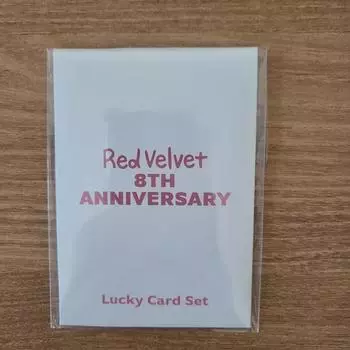 Red Velvet
8TH
ANNIVERSARY
Lucky Card Set